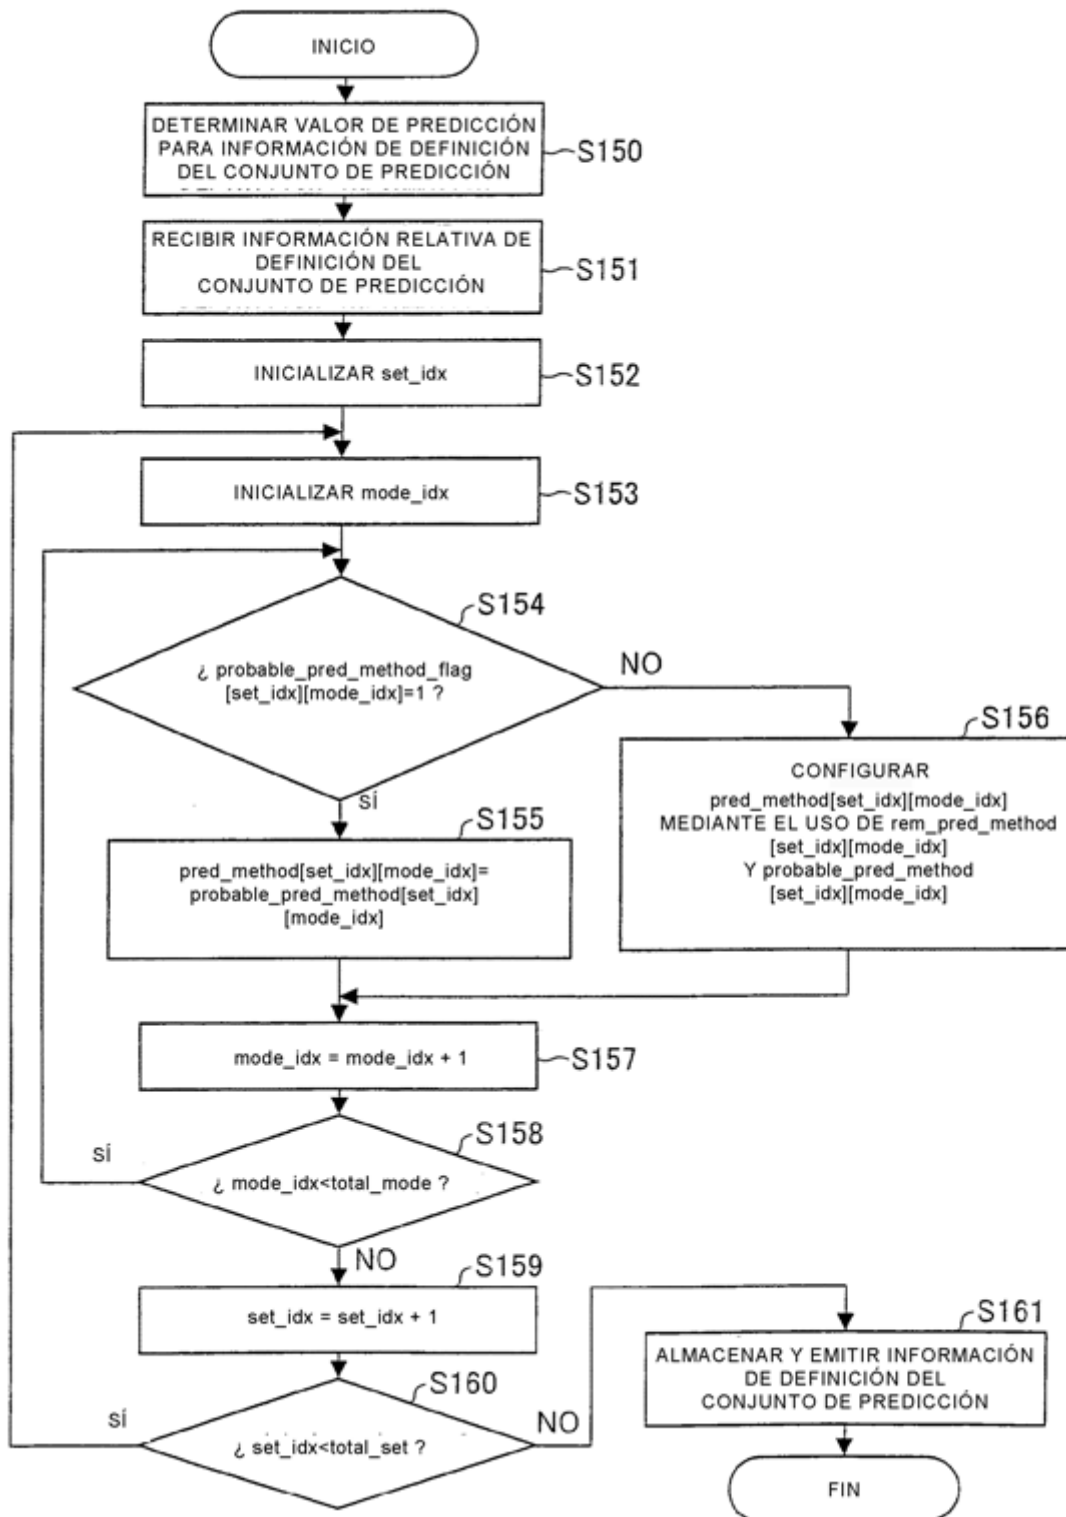 INICIO
DETERMINAR VALOR DE PREDICCIÓN
PARA INFORMACIÓN DE DEFINICIÓN
DEL CONJUNTO DE PREDICCIÓN
S150
RECIBIR INFORMACIÓN RELATIVA DE
DEFINICIÓN DEL
CONJUNTO DE PREDICCIÓN
S151
INICIALIZAR set_idx
S152
INICIALIZAR mode_idx
S153
S154
¿ probable_pred_method_flag
[set_idx][mode_idx]=1 ?
NO
sí
S155
pred_method[set_idx][mode_idx]=
probable_pred_method[set_idx]
[mode_idx]
S156
CONFIGURAR
pred_method[set_idx][mode_idx]
MEDIANTE EL USO DE rem_pred_method
[set_idx][mode_idx]
Y probable_pred_method
[set_idx][mode_idx]
mode_idx = mode_idx + 1
S157
S158
sí
¿ mode_idx<total_mode ?
NO
S159
set_idx = set_idx + 1
S160
sí
¿ set_idx<total_set ?
NO
S161
ALMACENAR Y EMITIR INFORMACIÓN
DE DEFINICIÓN DEL
CONJUNTO DE PREDICCIÓN
FIN